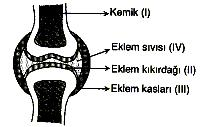 Kemik (I)
Eklem sıvısı (IV)
Eklem kıkırdağı (II)
Eklem kasları (III)